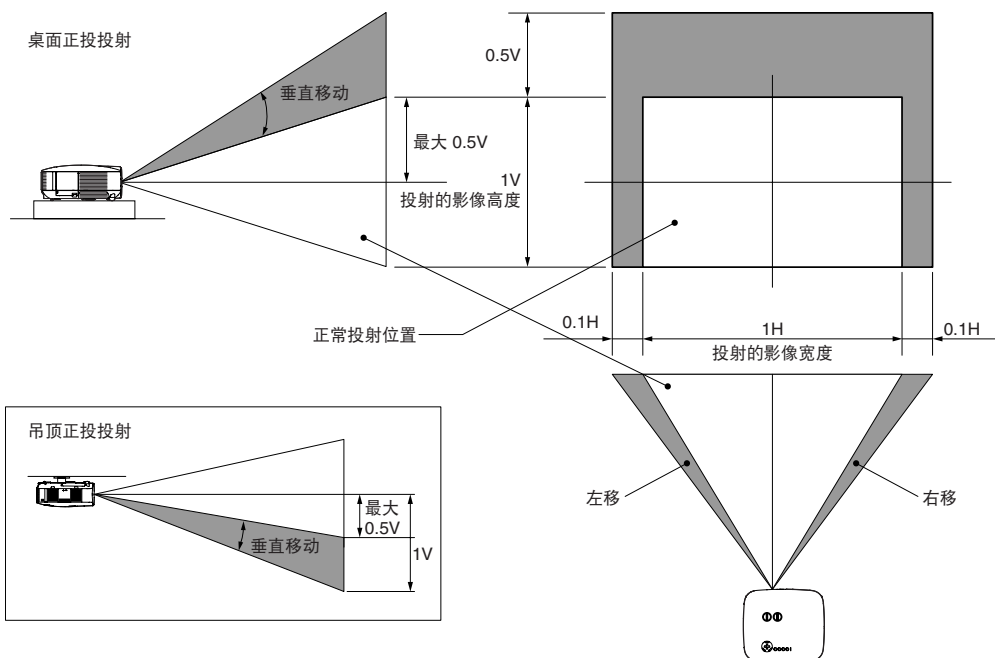 桌面正投投射
垂直移动
最大 0.5V
0.5V
1V
投射的影像高度
正常投射位置
0.1H
1H
0.1H
投射的影像宽度
左移
右移
吊顶正投投射
垂直移动
最大
0.5V
1V